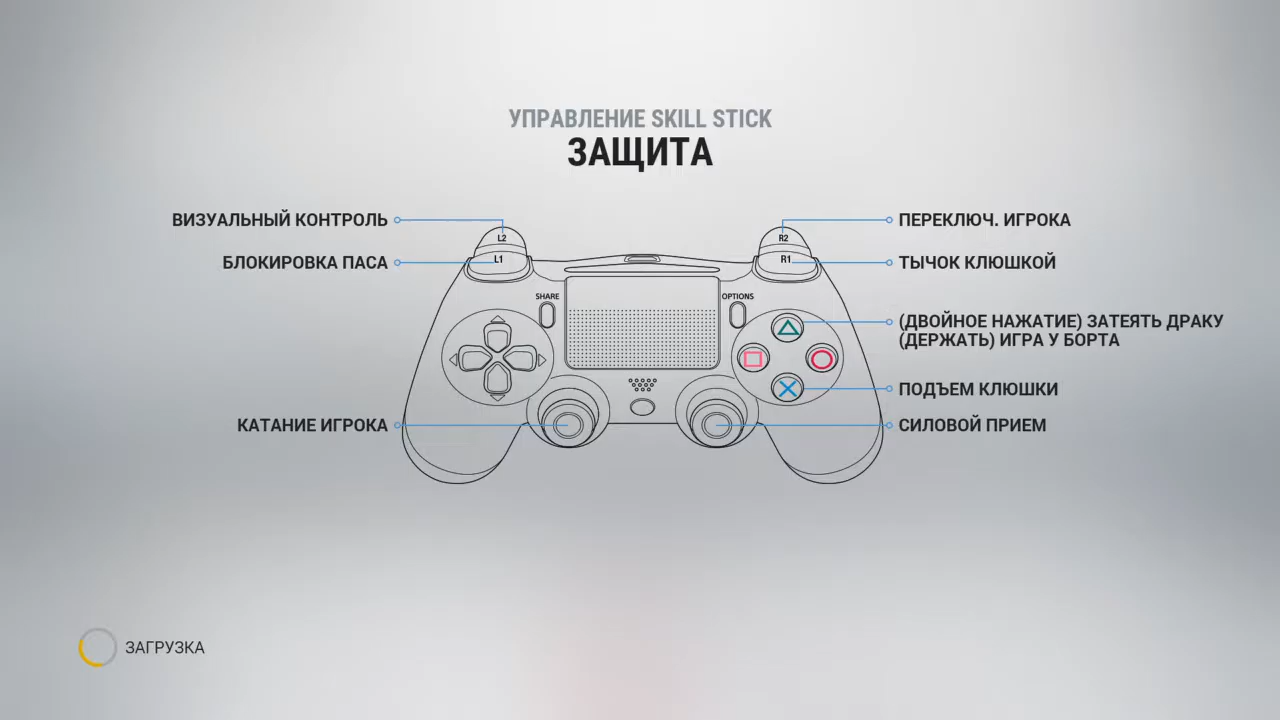 УПРАВЛЕНИЕ SKILL STICK
ЗАЩИТА
ВИЗУАЛЬНЫЙ КОНТРОЛЬ
ПЕРЕКЛЮЧ. ИГРОКА
L2
R2
БЛОКИРОВКА ПАСА
ТЫЧОК КЛЮШКОЙ
L1
R1
SHARE
OPTIONS
(ДВОЙНОЕ НАЖАТИЕ) ЗАТЕЯТЬ ДРАКУ
(ДЕРЖАТЬ) ИГРА У БОРТА
ПОДЪЕМ КЛЮШКИ
КАТАНИЕ ИГРОКА
СИЛОВОЙ ПРИЕМ
ЗАГРУЗКА